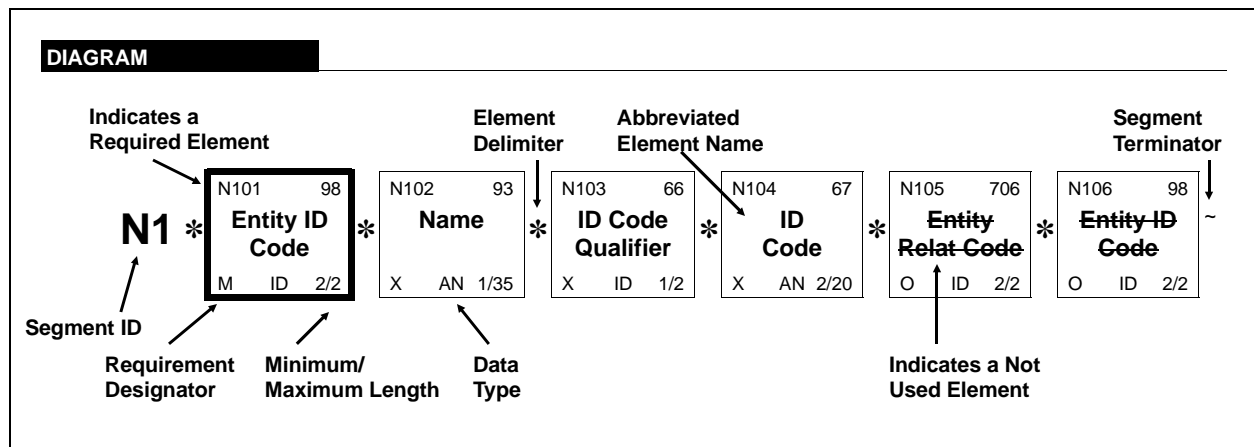 DIAGRAM
Indicates a
Required Element
Element
Delimiter
Abbreviated
Element Name
Segment
Terminator
N1 *
N101 98
Entity ID
Code
M ID 2/2
*
N102 93
Name
X AN 1/35
*
N103 66
ID Code
Qualifier
X ID 1/2
*
N104 67
ID
Code
X AN 2/20
*
N105 706
Entity
Relat Code
O ID 2/2
*
N106 98
Entity ID
Code
O ID 2/2
~
Segment ID
Requirement
Designator
Minimum/
Maximum Length
Data
Type
Indicates a Not
Used Element